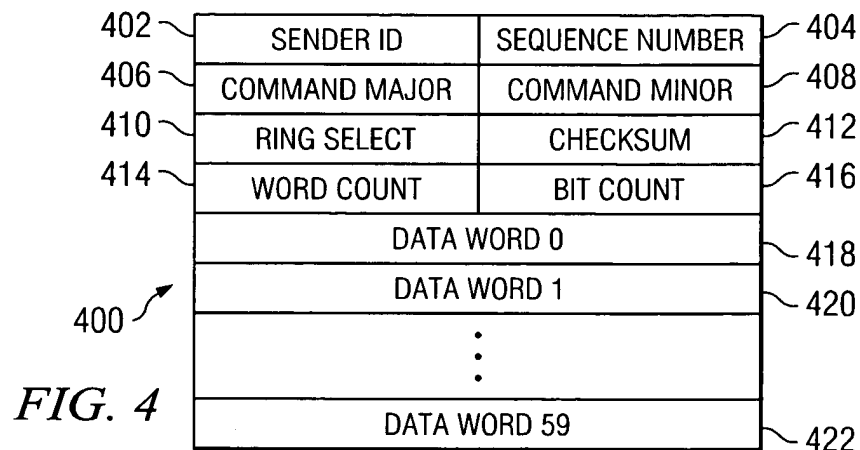 402 SENDER ID SEQUENCE NUMBER 404
406 COMMAND MAJOR COMMAND MINOR 408
410 RING SELECT CHECKSUM 412
414 WORD COUNT BIT COUNT 416
DATA WORD 0 418
DATA WORD 1 420
400
FIG. 4
DATA WORD 59 422